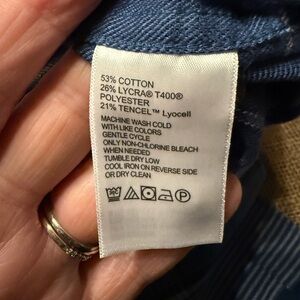 53% COTTON
26% LYCRA® T400®
POLYESTER
21% TENCEL™ Lyocell
MACHINE WASH COLD
WITH LIKE COLORS
GENTLE CYCLE
ONLY NON-CHLORINE BLEACH
WHEN NEEDED
TUMBLE DRY LOW
COOL IRON ON REVERSE SIDE
OR DRY CLEAN
P